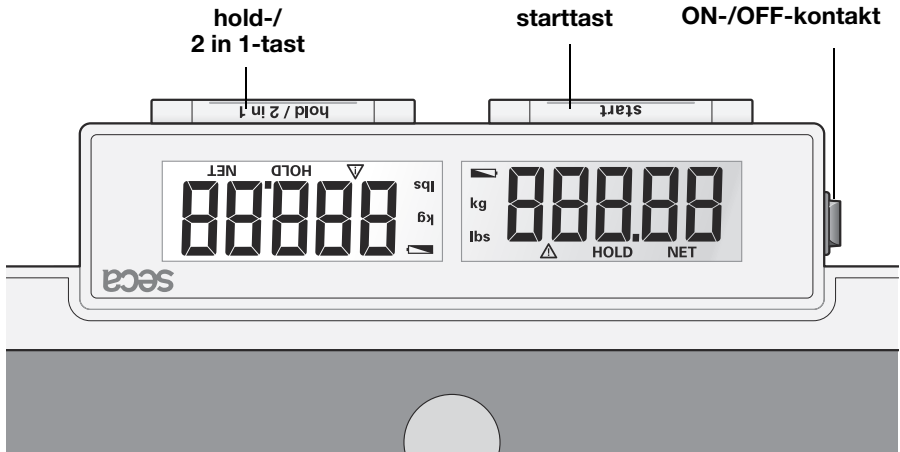 hold-/
2 in 1-tast
starttast
ON-/OFF-kontakt
hold / 2 in 1
start
NET HOLD
lbs
kg
88.888
kg
lbs
888.88
HOLD NET
seca